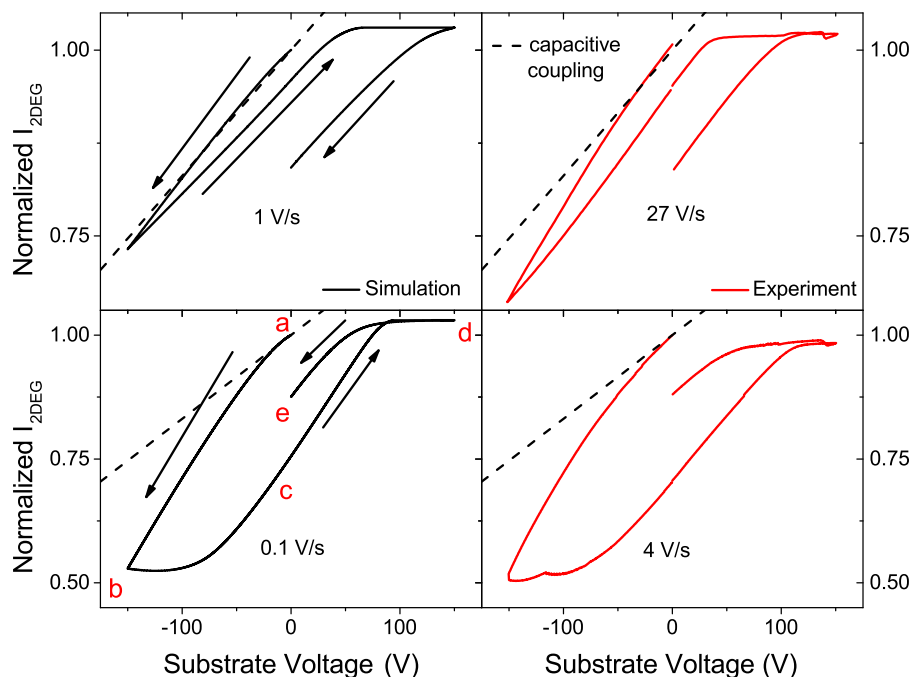 1.00
0.75
Normalized I2DEG
1 V/s
Simulation
capacitive
coupling
27 V/s
Experiment
1.00
0.75
1.00
0.75
0.50
Normalized I2DEG
a
b
c
d
e
0.1 V/s
4 V/s
1.00
0.75
0.50
-100
0
100
-100
0
100
Substrate Voltage (V)
Substrate Voltage (V)